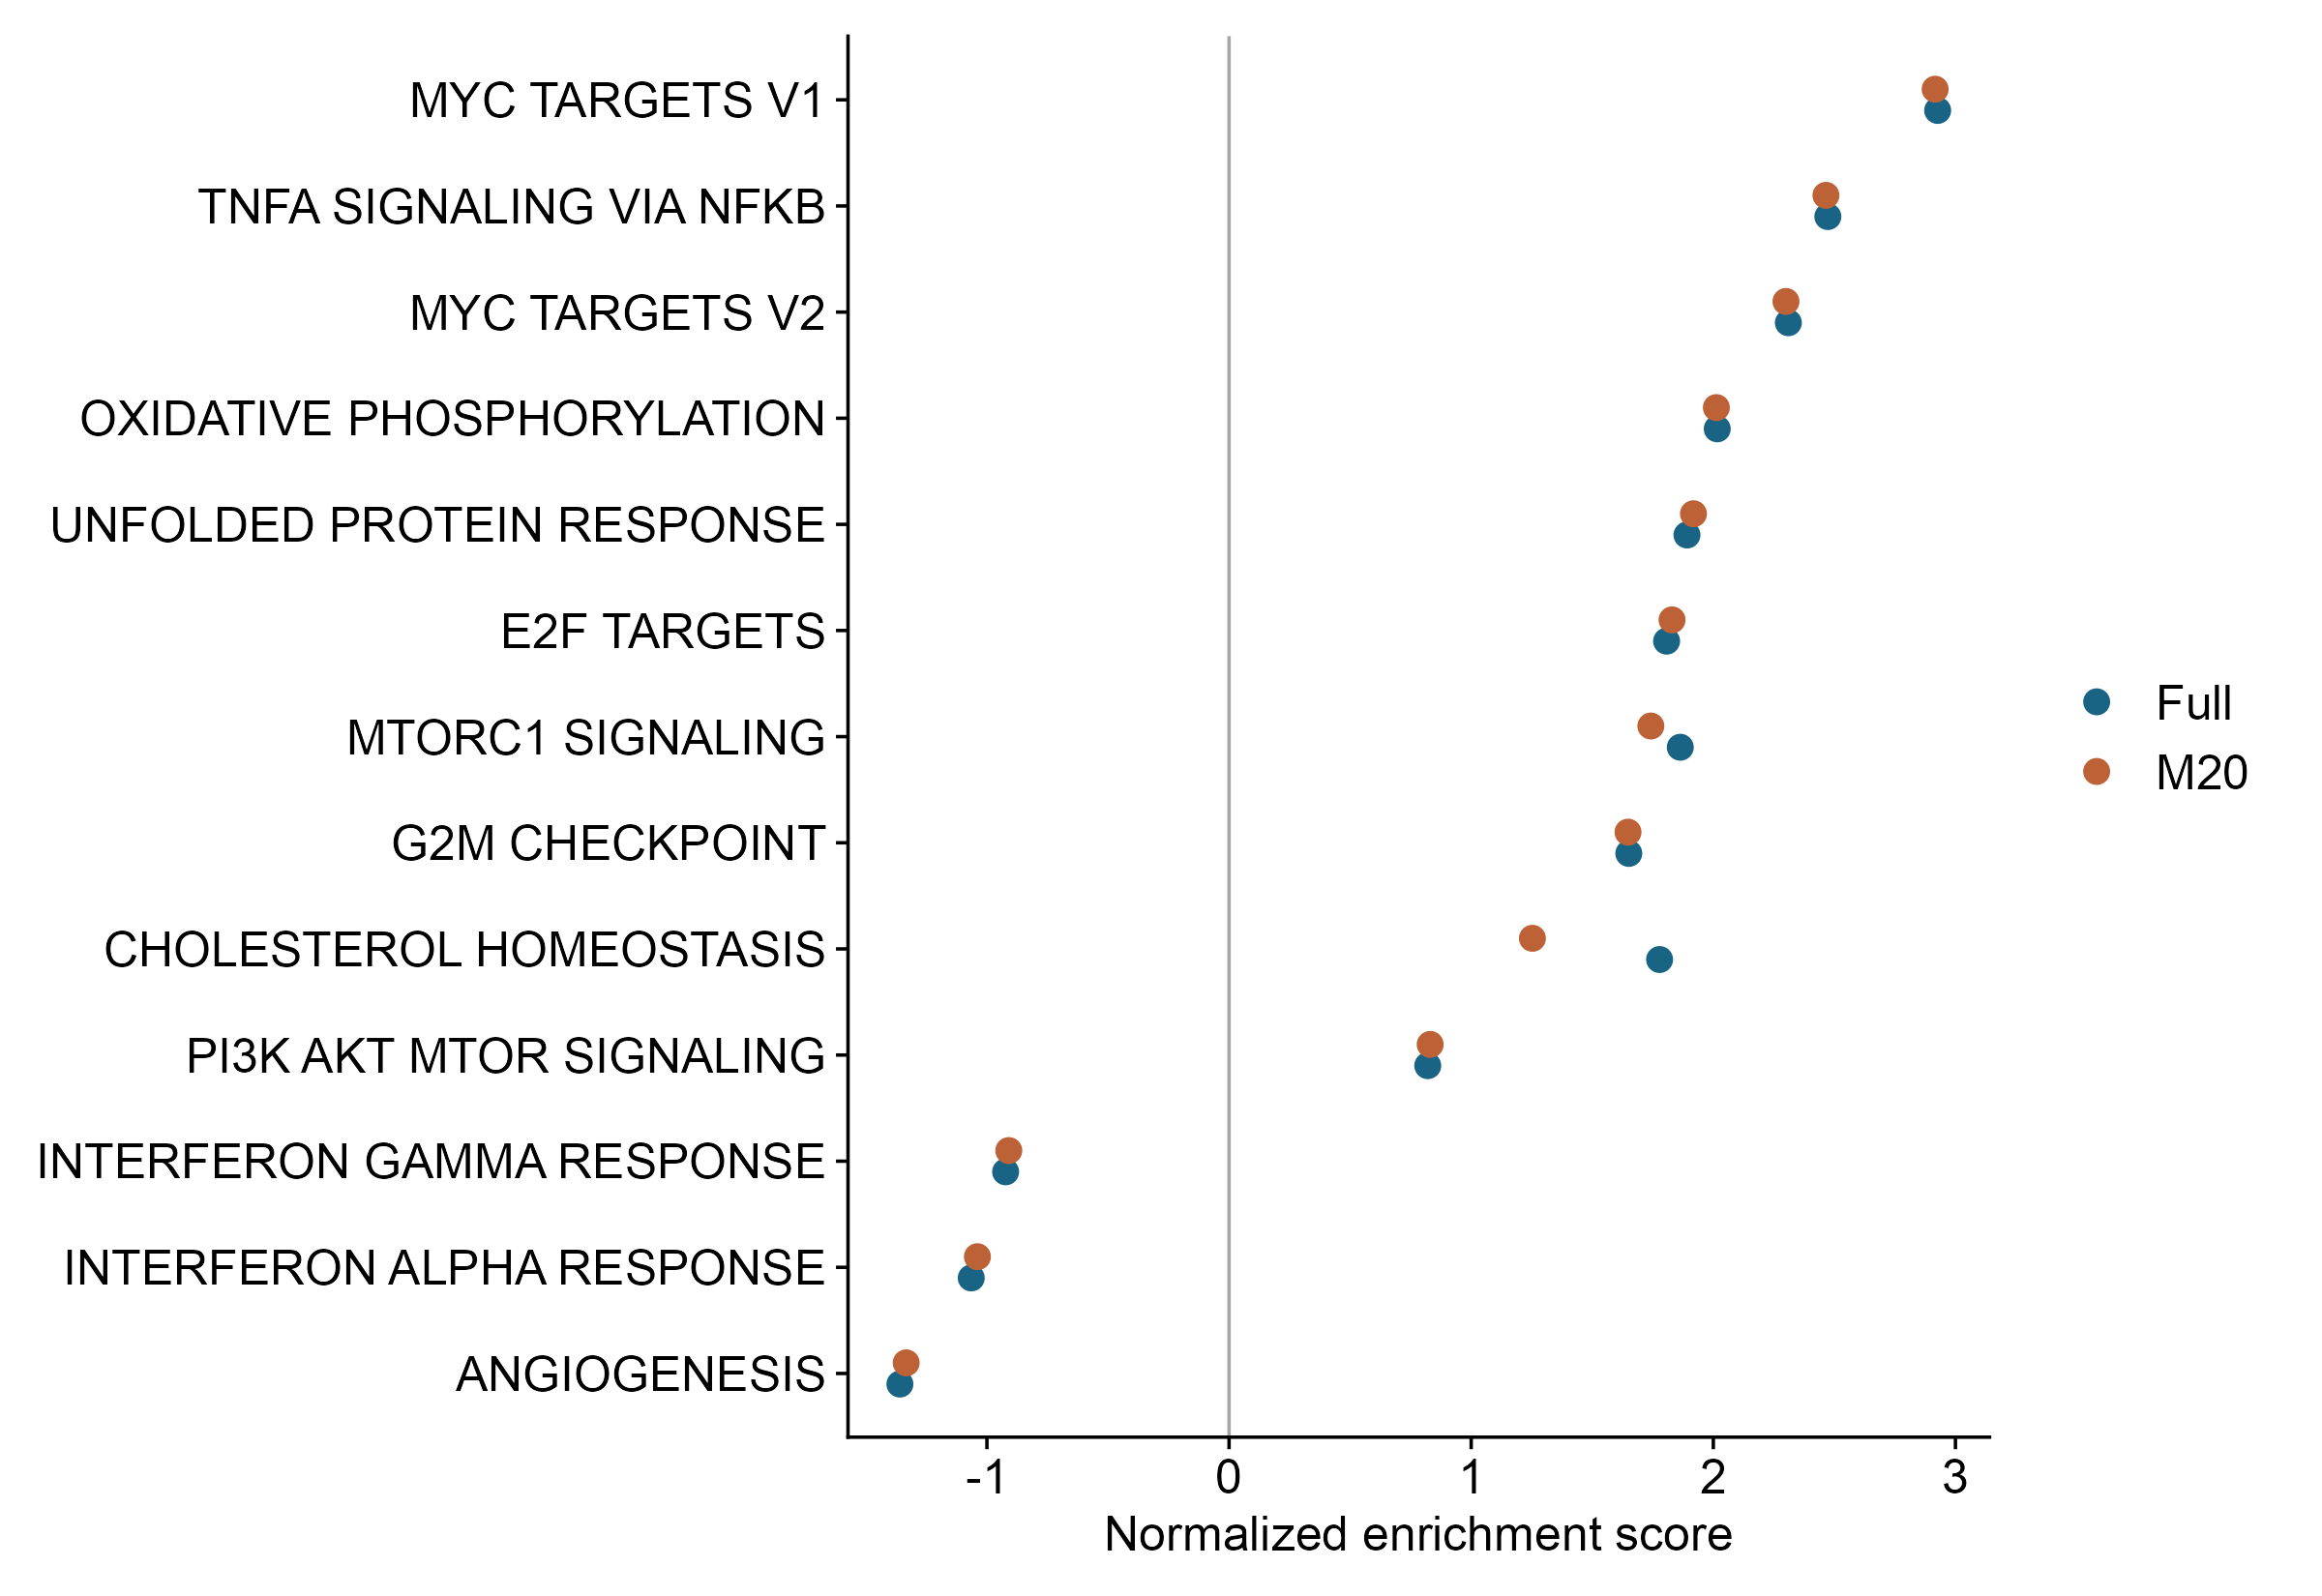 MYC TARGETS V1
TNFA SIGNALING VIA NFKB
MYC TARGETS V2
OXIDATIVE PHOSPHORYLATION
UNFOLDED PROTEIN RESPONSE
E2F TARGETS
MTORC1 SIGNALING
G2M CHECKPOINT
CHOLESTEROL HOMEOSTASIS
PI3K AKT MTOR SIGNALING
INTERFERON GAMMA RESPONSE
INTERFERON ALPHA RESPONSE
ANGIOGENESIS
-1 0 1 2 3
Normalized enrichment score
Full
M20